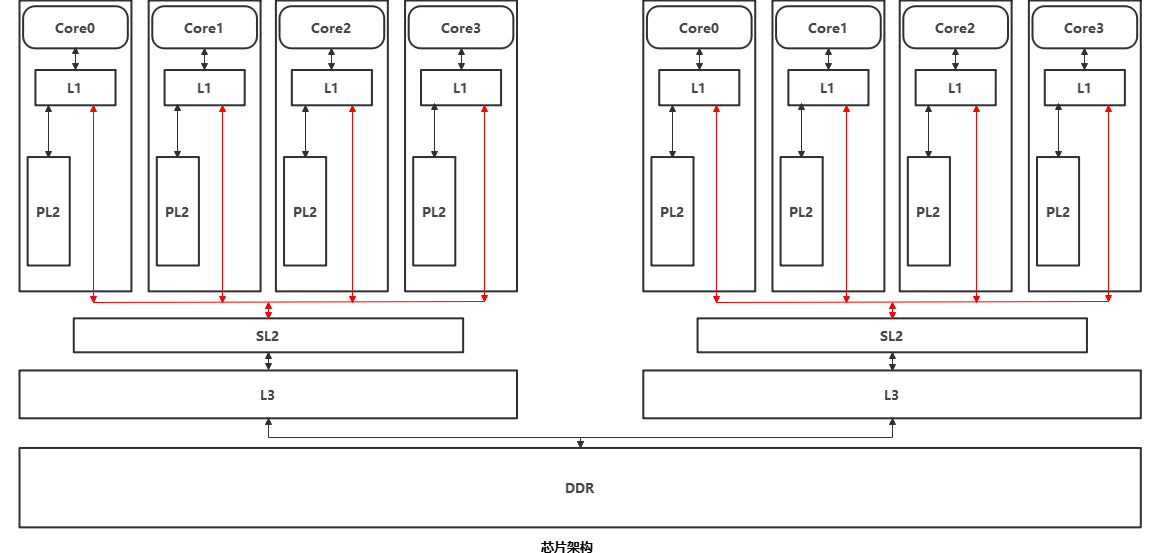 Core0 Core1 Core2 Core3 Core0 Core1 Core2 Core3
L1 L1 L1 L1 L1 L1 L1 L1
PL2 PL2 PL2 PL2 PL2 PL2 PL2 PL2
SL2 SL2
L3 L3
DDR
芯片架构